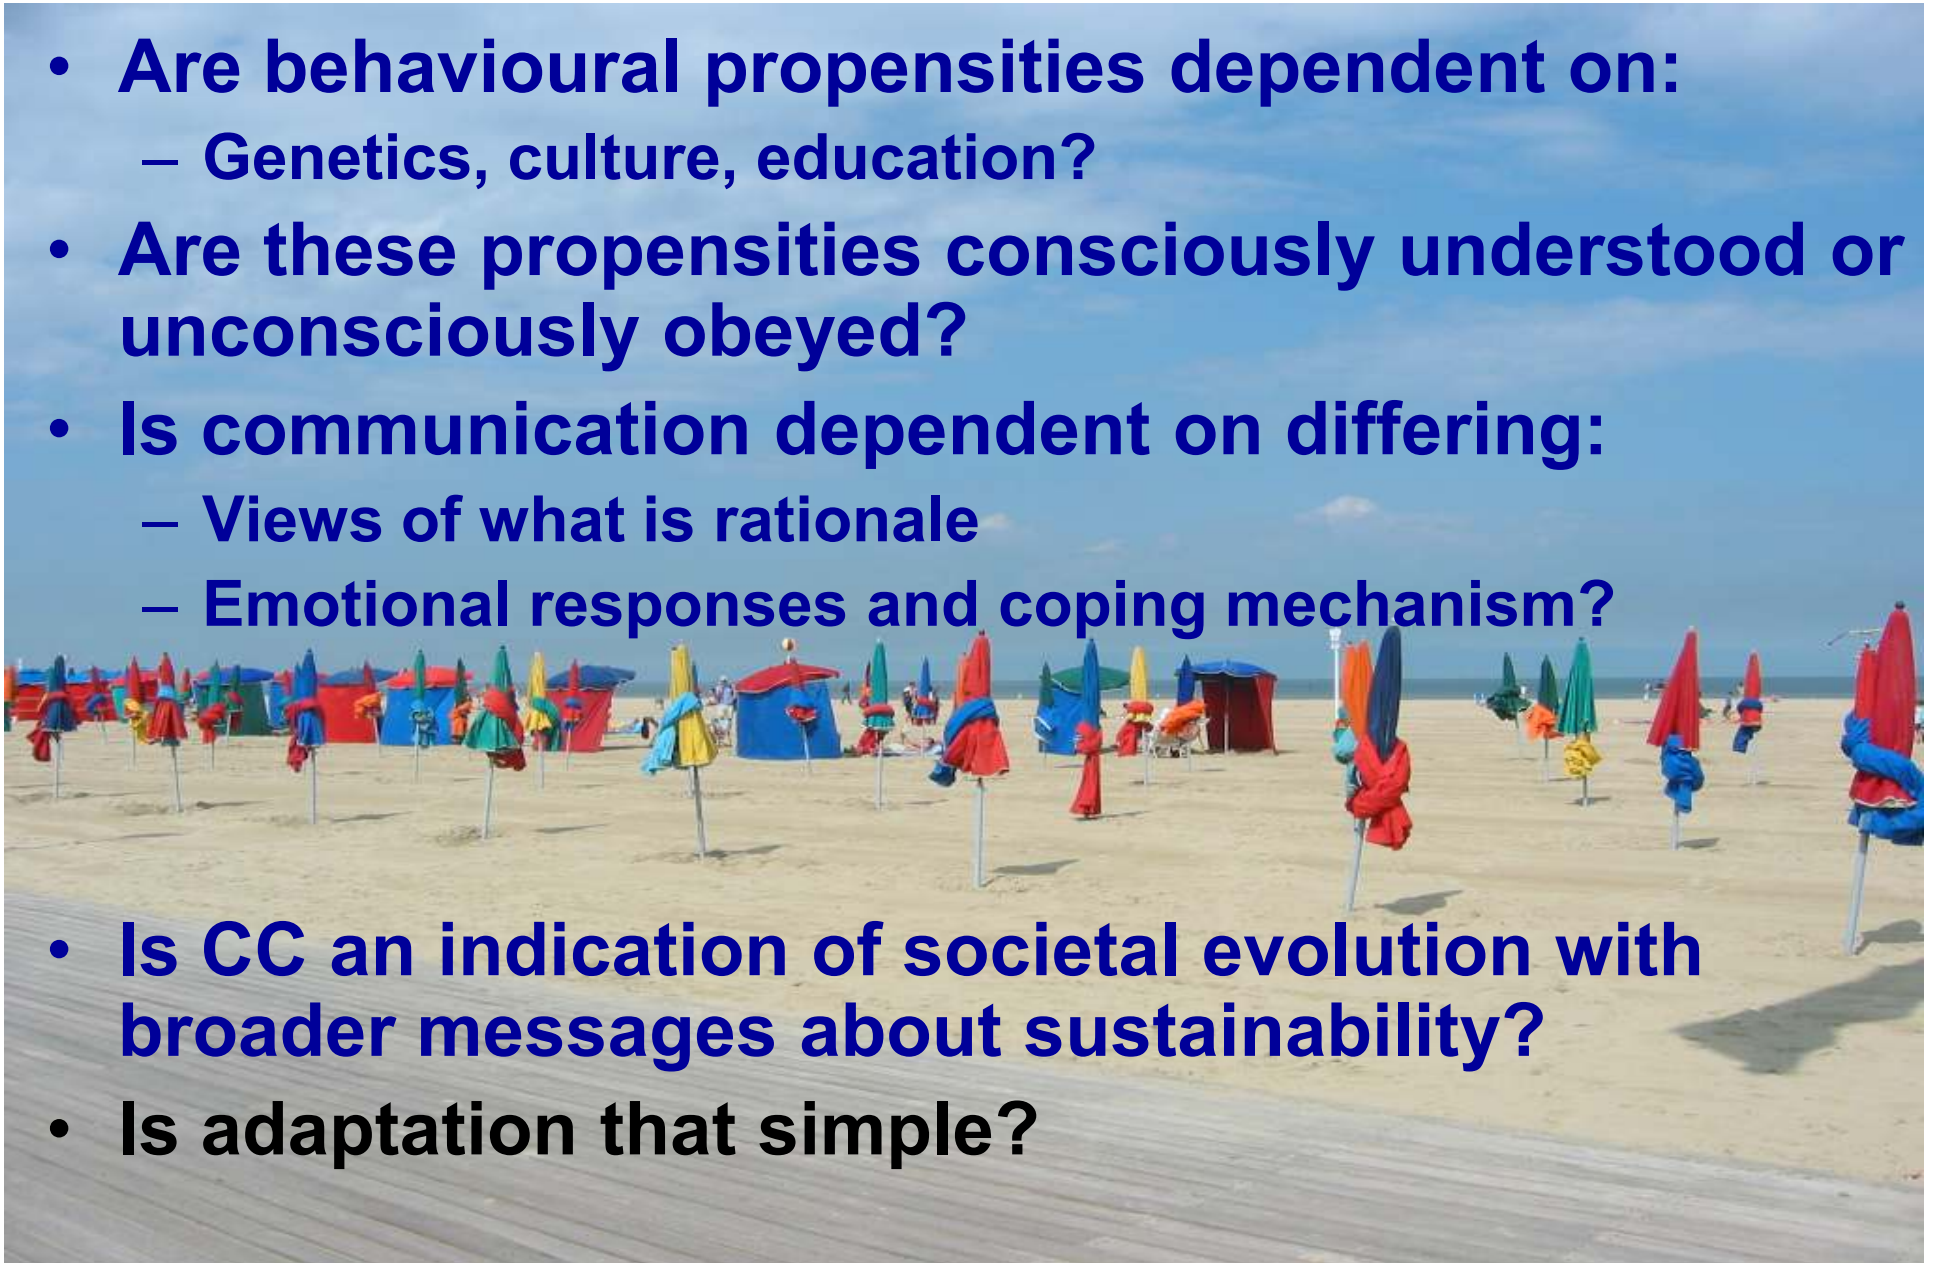 • Are behavioural propensities dependent on:
– Genetics, culture, education?
• Are these propensities consciously understood or
unconsciously obeyed?
• Is communication dependent on differing:
– Views of what is rationale
– Emotional responses and coping mechanism?
• Is CC an indication of societal evolution with
broader messages about sustainability?
• Is adaptation that simple?